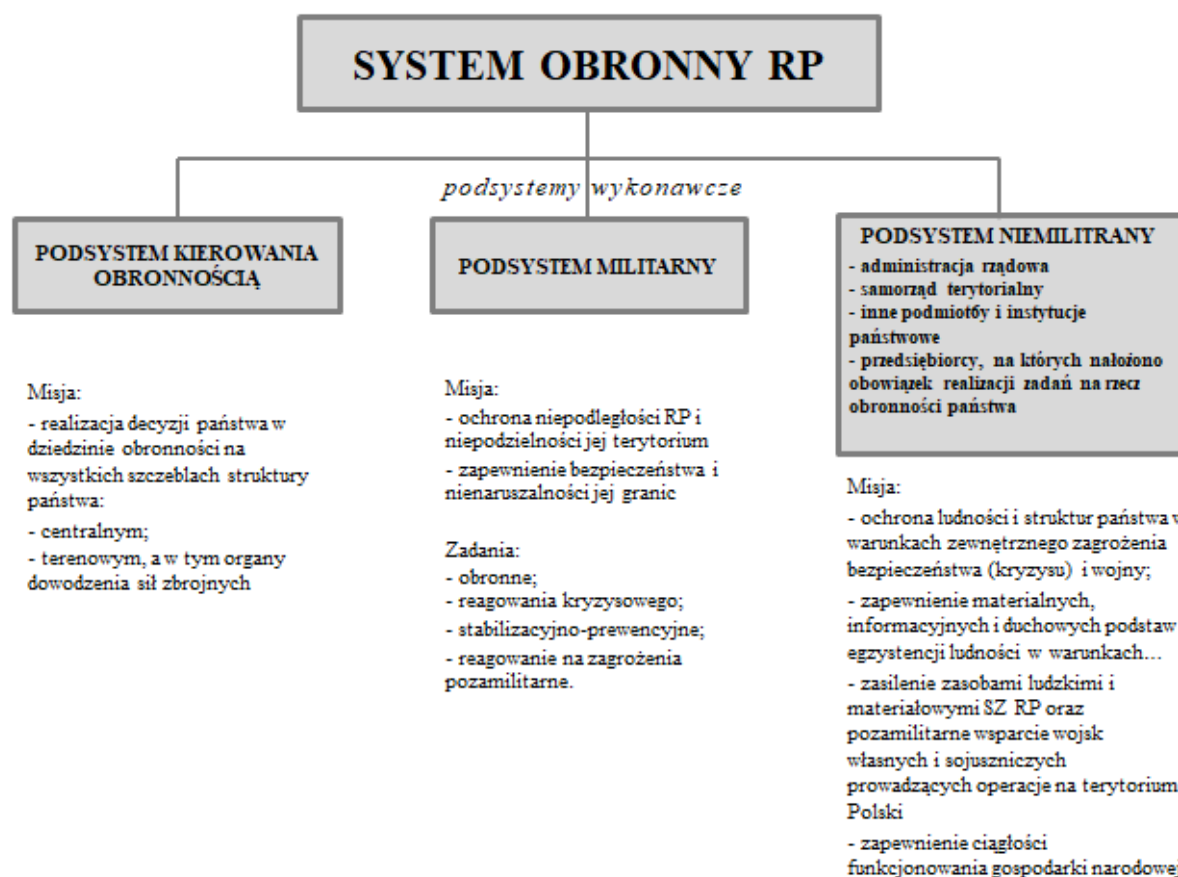 SYSTEM OBRONNY RP
podsystemy wykonawcze
PODSYSTEM KIEROWANIA
OBRONNOŚCIĄ
Misja:
- realizacja decyzji państwa w
dziedzinie obronności na
wszystkich szczeblach struktury
państwa:
- centralnym;
- terenowym, a w tym organy
dowodzenia sił zbrojnych
PODSYSTEM MILITARNY
Misja:
- ochrona niepodległości RP i
niepodzielności jej terytorium
- zapewnienie bezpieczeństwa i
nienaruszalności jej granic
Zadania:
- obronne;
- reagowania kryzysowego;
- stabilizacyjno-prewencyjne;
- reagowanie na zagrożenia
pozamilitarne.
PODSYSTEM NIEMILITRANY
- administracja rządowa
- samorząd terytorialny
- inne podmiotőy i instytucje
państwowe
- przedsiębiorcy, na których nałożono
obowiązek realizacji zadań na rzecz
obronności państwa
Misja:
- ochrona ludności i struktur państwa w
warunkach zewnętrznego zagrożenia
bezpieczeństwa (kryzysu) i wojny;
- zapewnienie materialnych,
informacyjnych i duchowych podstaw
egzystencji ludności w warunkach...
- zasilenie zasobami ludzkimi i
materiałowymi SZ RP oraz
pozamilitarne wsparcie wojsk
własnych i sojuszniczych
prowadzących operacje na terytorium
Polski
- zapewnienie ciągłości
funkcjonowania gospodarki narodowej